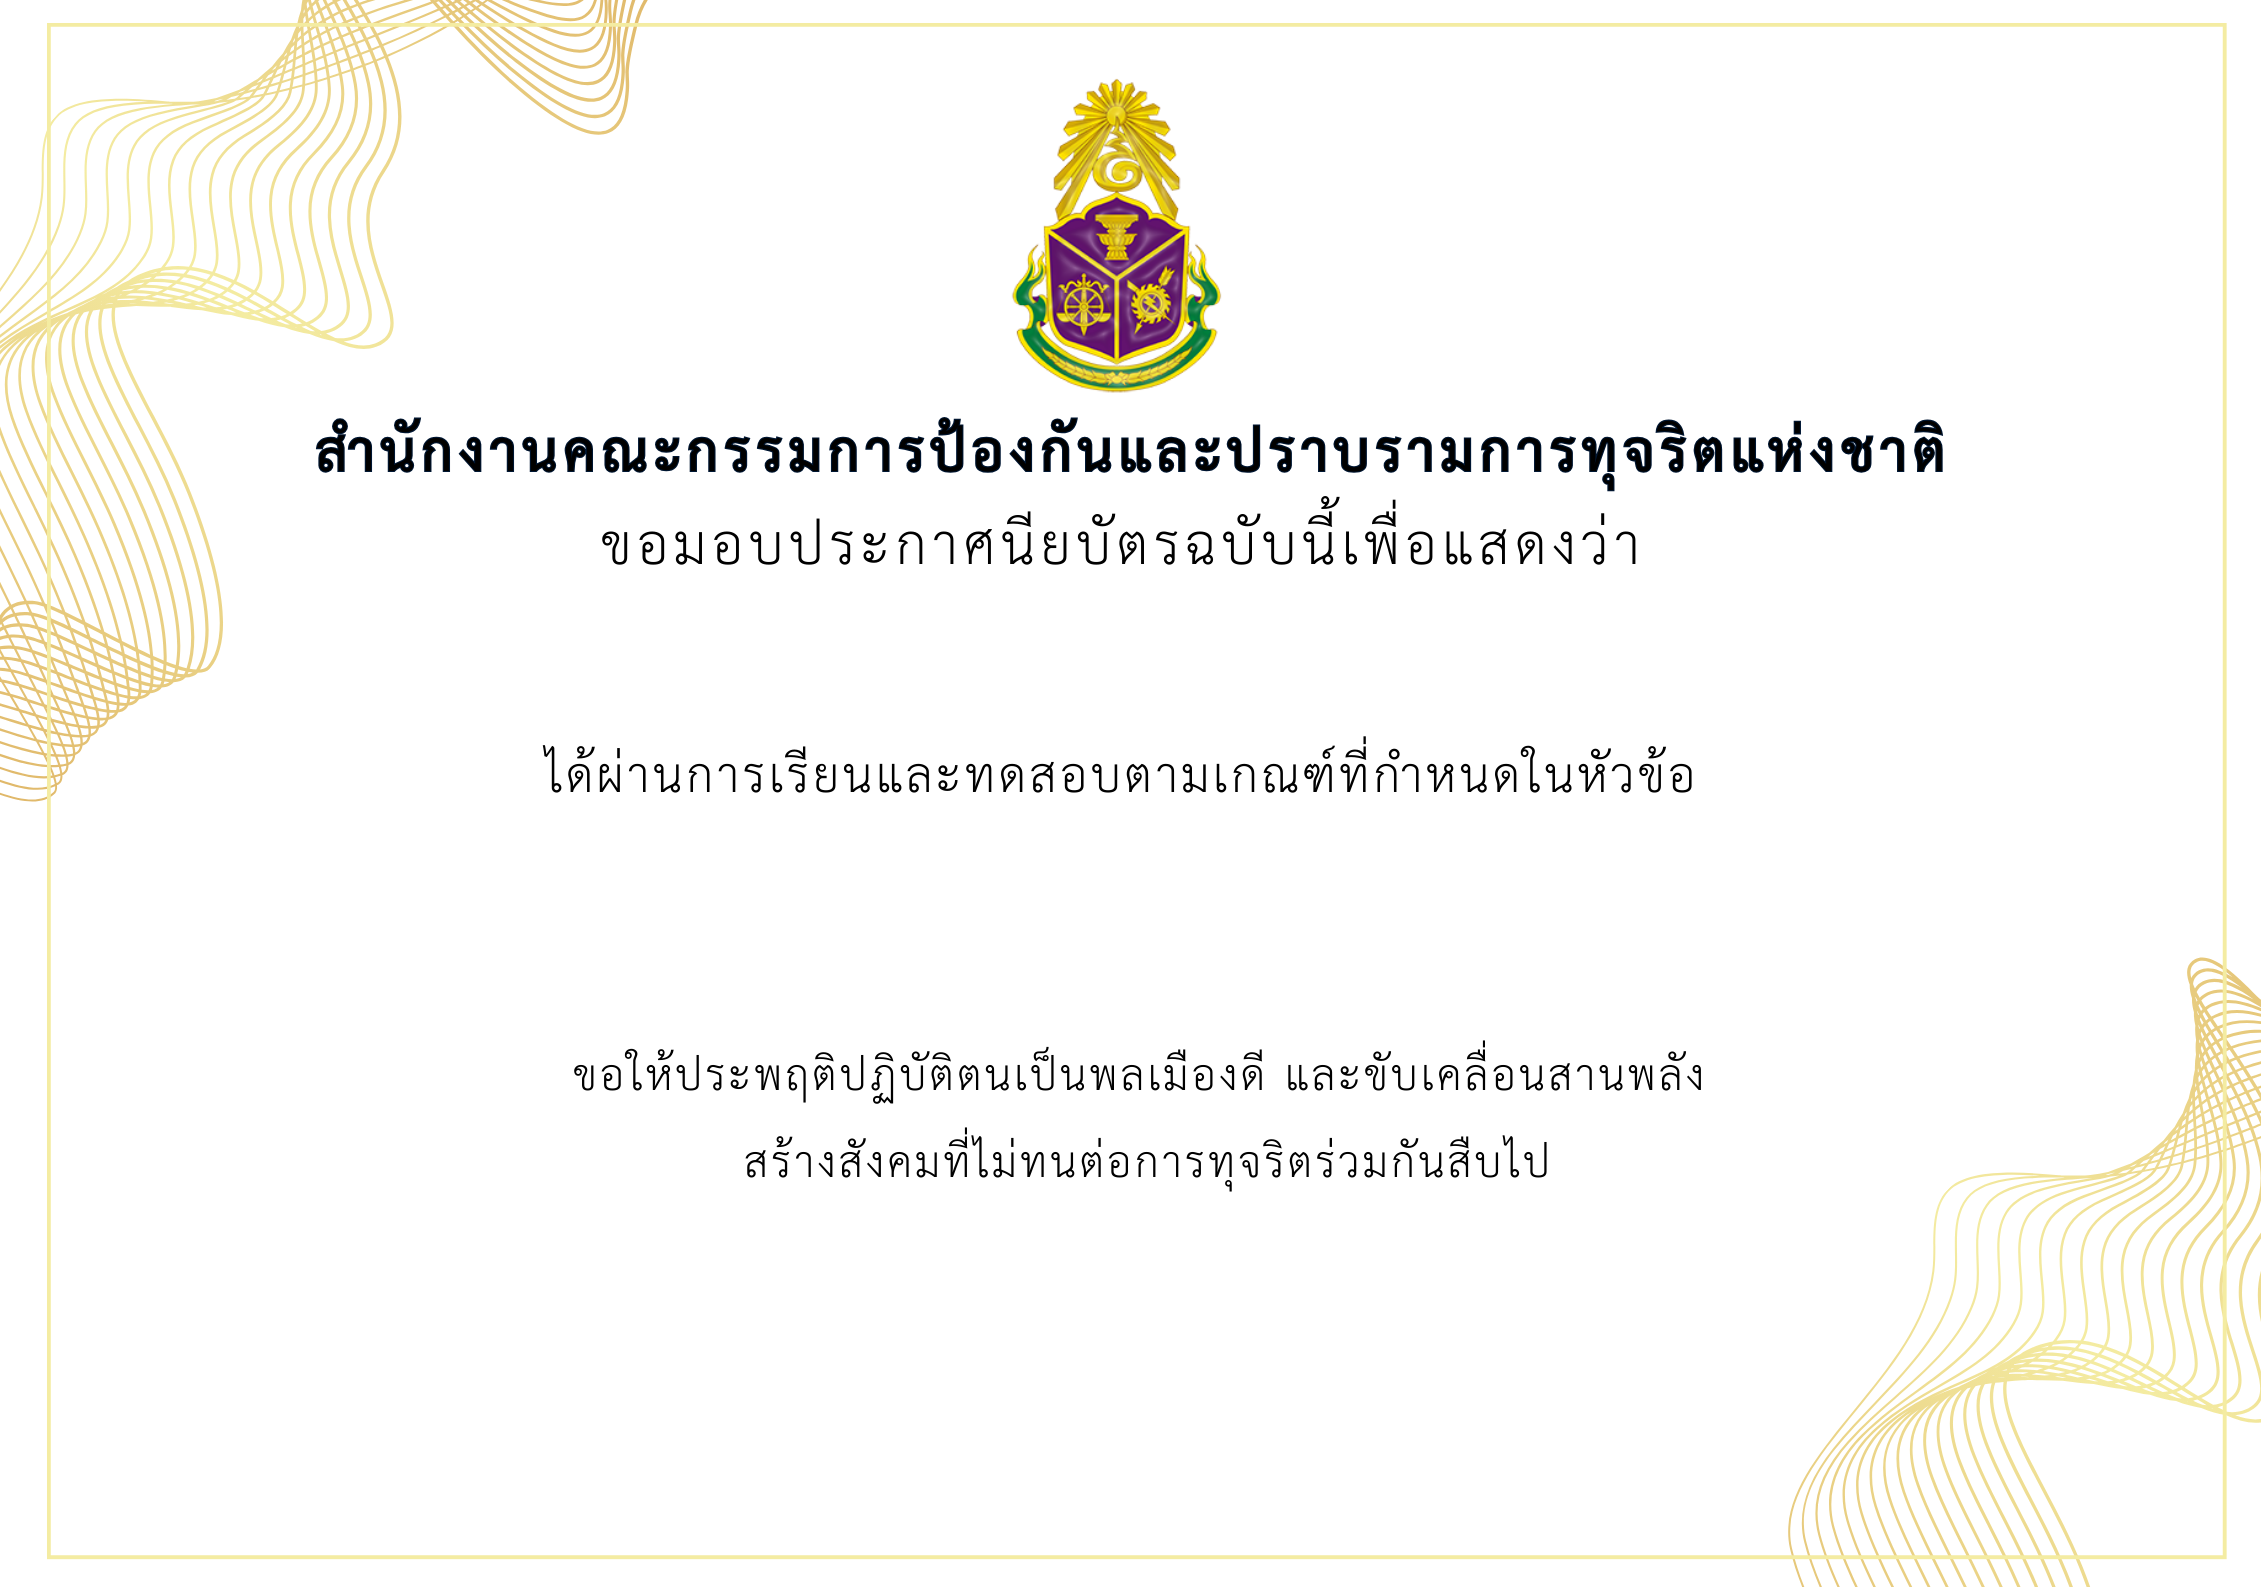 สำนักงานคณะกรรมการป้องกันและปราบรามการทุจริตแห่งชาติ
ขอมอบประกาศนียบัตรฉบับนี้เพื่อแสดงว่า
ได้ผ่านการเรียนและทดสอบตามเกณฑ์ที่กำหนดในหัวข้อ
ขอให้ประพฤติปฏิบัติตนเป็นพลเมืองดี และขับเคลื่อนสานพลัง
สร้างสังคมที่ไม่ทนต่อการทุจริตร่วมกันสืบไป